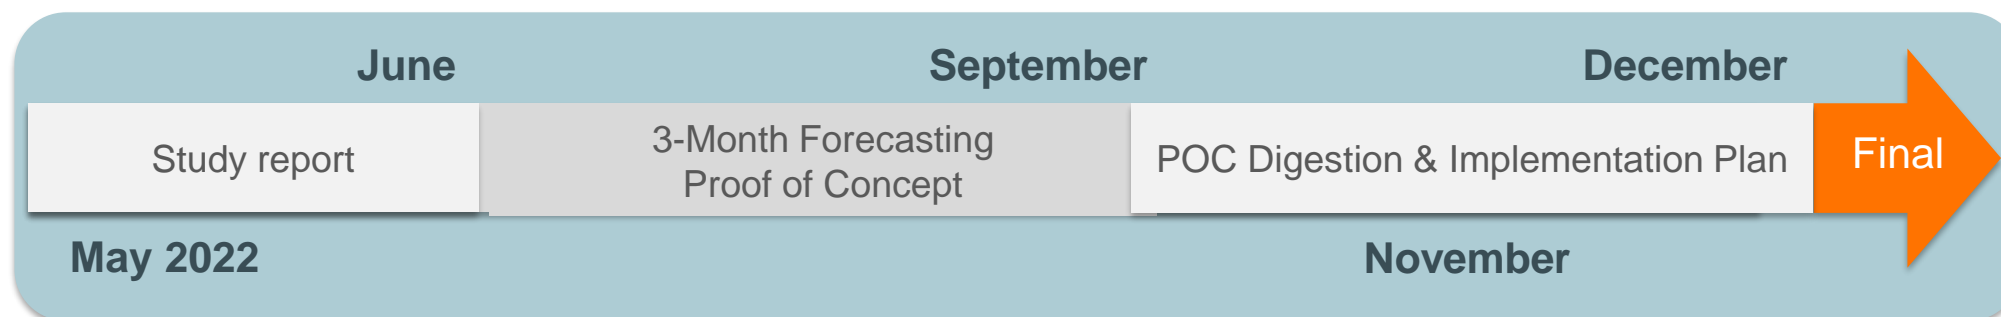 June
September
December
Study report
3-Month Forecasting
Proof of Concept
POC Digestion & Implementation Plan
Final
May 2022
November